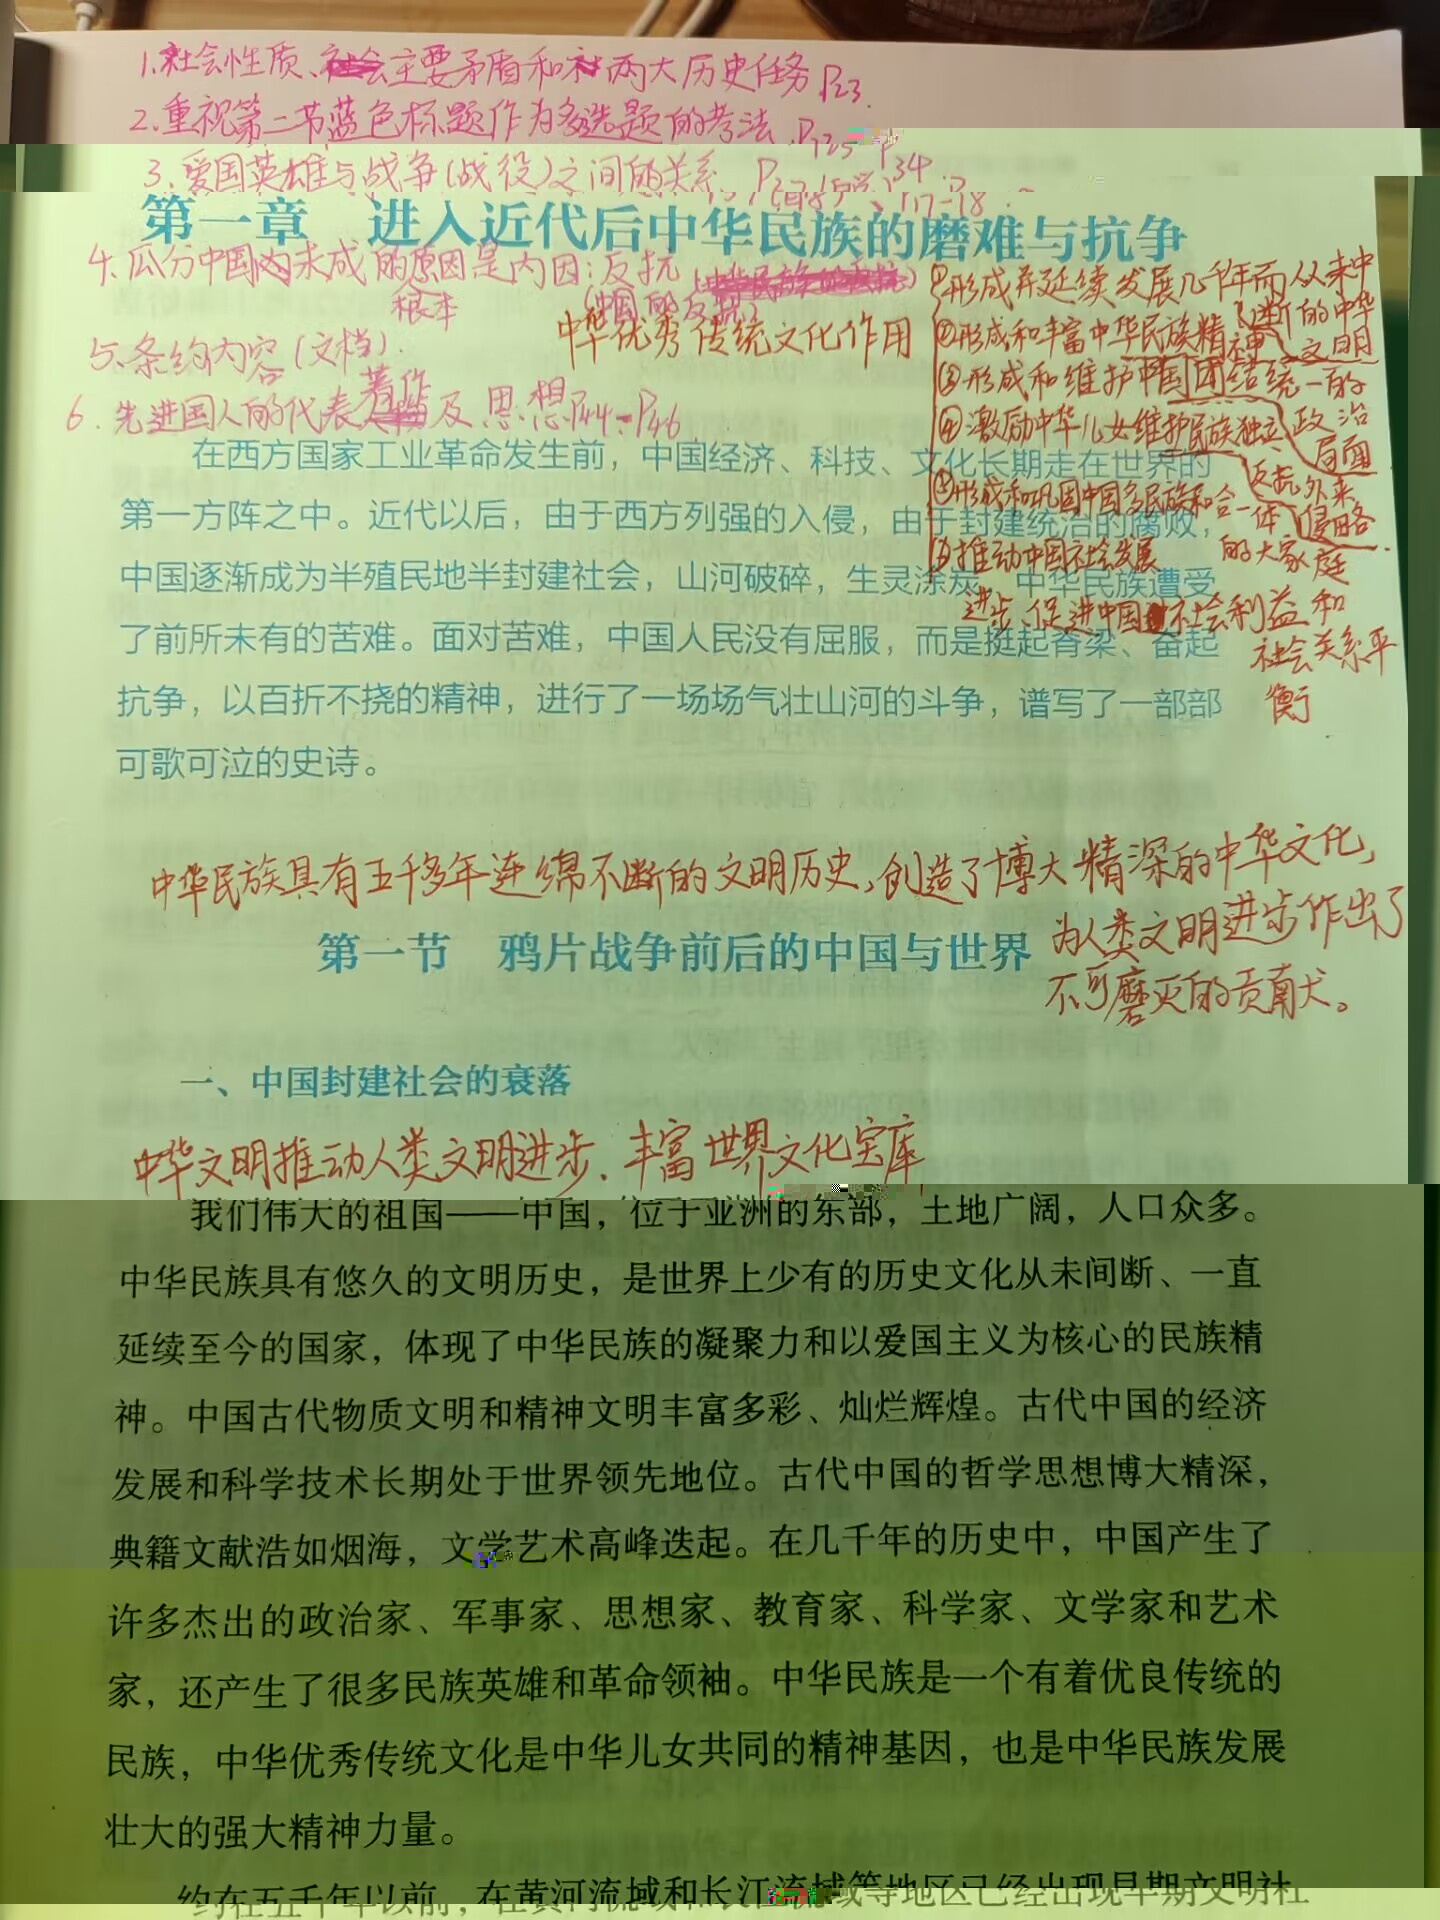 1.社会性质、主要矛盾和两大历史任务 P23.
2.重视第二节蓝色标题作为多选题的考法.
3.爱国英雄与战争(战役)之间的关系
第一章 进入近代后中华民族的磨难与抗争
4.瓜分中国未成的原因是内因:反抗
根本
(中国的反抗)
5.条约内容(文档).
6.先进国人的代表著作及思想P44-P46
中华优秀传统文化作用
①形成并延续发展几千年而从未中断的中华文明
②形成和丰富中华民族精神
③形成和维护中国团结统一的政治局面
④激励中华儿女维护民族独立反抗外来侵略
⑤形成和巩固中国多民族和合一体的大家庭
⑥推动中国社会发展进步、促进中国社会利益和社会关系平衡
在西方国家工业革命发生前，中国经济、科技、文化长期走在世界的
第一方阵之中。近代以后，由于西方列强的入侵，由于封建统治的腐败，
中国逐渐成为半殖民地半封建社会，山河破碎，生灵涂炭，中华民族遭受
了前所未有的苦难。面对苦难，中国人民没有屈服，而是挺起脊梁、奋起
抗争，以百折不挠的精神，进行了一场场气壮山河的斗争，谱写了一部部
可歌可泣的史诗。
中华民族具有五千多年连绵不断的文明历史,创造了博大精深的中华文化,
为人类文明进步作出了
不可磨灭的贡献。
第一节 鸦片战争前后的中国与世界
一、中国封建社会的衰落
中华文明推动人类文明进步、丰富世界文化宝库
我们伟大的祖国——中国，位于亚洲的东部，土地广阔，人口众多。
中华民族具有悠久的文明历史，是世界上少有的历史文化从未间断、一直
延续至今的国家，体现了中华民族的凝聚力和以爱国主义为核心的民族精
神。中国古代物质文明和精神文明丰富多彩、灿烂辉煌。古代中国的经济
发展和科学技术长期处于世界领先地位。古代中国的哲学思想博大精深，
典籍文献浩如烟海，文学艺术高峰迭起。在几千年的历史中，中国产生了
许多杰出的政治家、军事家、思想家、教育家、科学家、文学家和艺术
家，还产生了很多民族英雄和革命领袖。中华民族是一个有着优良传统的
民族，中华优秀传统文化是中华儿女共同的精神基因，也是中华民族发展
壮大的强大精神力量。
约在五千年以前，在黄河流域和长江流域等地区已经出现早期文明社